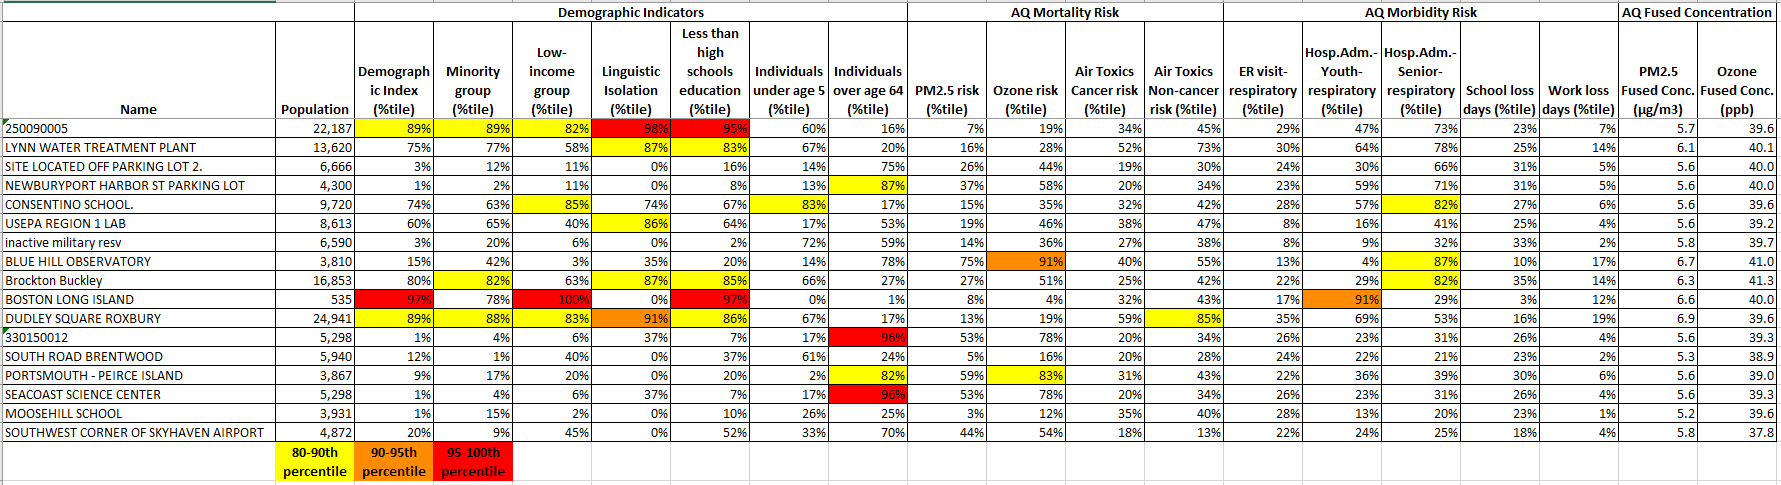 Demographic Indicators AQ Mortality Risk AQ Morbidity Risk AQ Fused Concentration
Name Population Demographic Index (%tile) Minority group (%tile) Low-income group (%tile) Linguistic Isolation (%tile) Less than high schools education (%tile) Individuals under age 5 (%tile) Individuals over age 64 (%tile) PM2.5 risk (%tile) Ozone risk (%tile) Air Toxics Cancer risk (%tile) Air Toxics Non-cancer risk (%tile) ER visit-respiratory (%tile) Hosp.Adm.-Youth-respiratory (%tile) Hosp.Adm.-Senior-respiratory (%tile) School loss days (%tile) Work loss days (%tile) PM2.5 Fused Conc. (µg/m3) Ozone Fused Conc. (ppb)
250090005 22,187 89% 89% 82% 98% 95% 60% 16% 7% 19% 34% 45% 29% 47% 73% 23% 7% 5.7 39.6
LYNN WATER TREATMENT PLANT 13,620 75% 77% 58% 87% 83% 67% 20% 16% 28% 52% 73% 30% 64% 78% 25% 14% 6.1 40.1
SITE LOCATED OFF PARKING LOT 2. 6,666 3% 12% 11% 0% 16% 14% 75% 26% 44% 19% 30% 24% 30% 66% 31% 5% 5.6 40.0
NEWBURYPORT HARBOR ST PARKING LOT 4,300 1% 2% 11% 0% 8% 13% 87% 37% 58% 20% 34% 23% 59% 71% 31% 5% 5.6 40.0
CONSENTINO SCHOOL. 9,720 74% 63% 85% 74% 67% 83% 17% 15% 35% 32% 42% 28% 57% 82% 27% 6% 5.6 39.6
USEPA REGION 1 LAB 8,613 60% 65% 40% 86% 64% 17% 53% 19% 46% 38% 47% 8% 16% 41% 25% 4% 5.6 39.2
inactive military resv 6,590 3% 20% 6% 0% 2% 72% 59% 14% 36% 27% 38% 8% 9% 32% 33% 2% 5.8 39.7
BLUE HILL OBSERVATORY 3,810 15% 42% 3% 35% 20% 14% 78% 75% 91% 40% 55% 13% 4% 87% 10% 17% 6.7 41.0
Brockton Buckley 16,853 80% 82% 63% 87% 85% 66% 27% 27% 51% 25% 42% 22% 29% 82% 35% 14% 6.3 41.3
BOSTON LONG ISLAND 535 97% 78% 100% 0% 97% 0% 1% 8% 4% 32% 43% 17% 91% 29% 3% 12% 6.6 40.0
DUDLEY SQUARE ROXBURY 24,941 89% 88% 83% 91% 86% 67% 17% 13% 19% 59% 85% 35% 69% 53% 16% 19% 6.9 39.6
330150012 5,298 1% 4% 6% 37% 7% 17% 96% 53% 78% 20% 34% 26% 23% 31% 26% 4% 5.6 39.3
SOUTH ROAD BRENTWOOD 5,940 12% 1% 40% 0% 37% 61% 24% 5% 16% 20% 28% 24% 22% 21% 23% 2% 5.3 38.9
PORTSMOUTH - PEIRCE ISLAND 3,867 9% 17% 20% 0% 20% 2% 82% 59% 83% 31% 43% 22% 36% 39% 30% 6% 5.6 39.0
SEACOAST SCIENCE CENTER 5,298 1% 4% 6% 37% 7% 17% 96% 53% 78% 20% 34% 26% 23% 31% 26% 4% 5.6 39.3
MOOSEHILL SCHOOL 3,931 1% 15% 2% 0% 10% 26% 25% 3% 12% 35% 40% 28% 13% 20% 23% 1% 5.2 39.6
SOUTHWEST CORNER OF SKYHAVEN AIRPORT 4,872 20% 9% 45% 0% 52% 33% 70% 44% 54% 18% 13% 22% 24% 25% 18% 4% 5.8 37.8
80-90th percentile 90-95th percentile 95-100th percentile